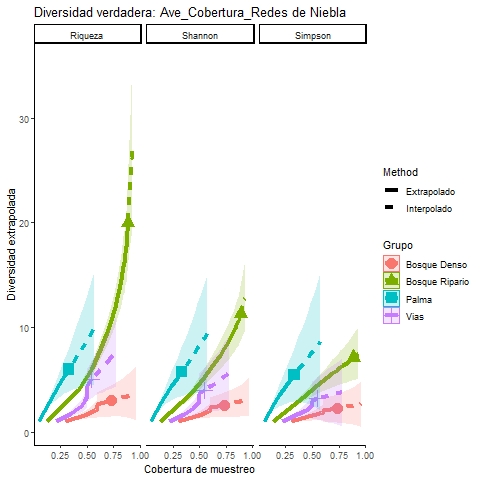 Diversidad verdadera: Ave_Cobertura_Redes de Niebla
Riqueza Shannon Simpson
Diversidad extrapolada
30
20
10
0
0.25 0.50 0.75 1.00 0.25 0.50 0.75 1.00 0.25 0.50 0.75 1.00
Cobertura de muestreo
Method
Extrapolado
Interpolado
Grupo
Bosque Denso
Bosque Ripario
Palma
Vias